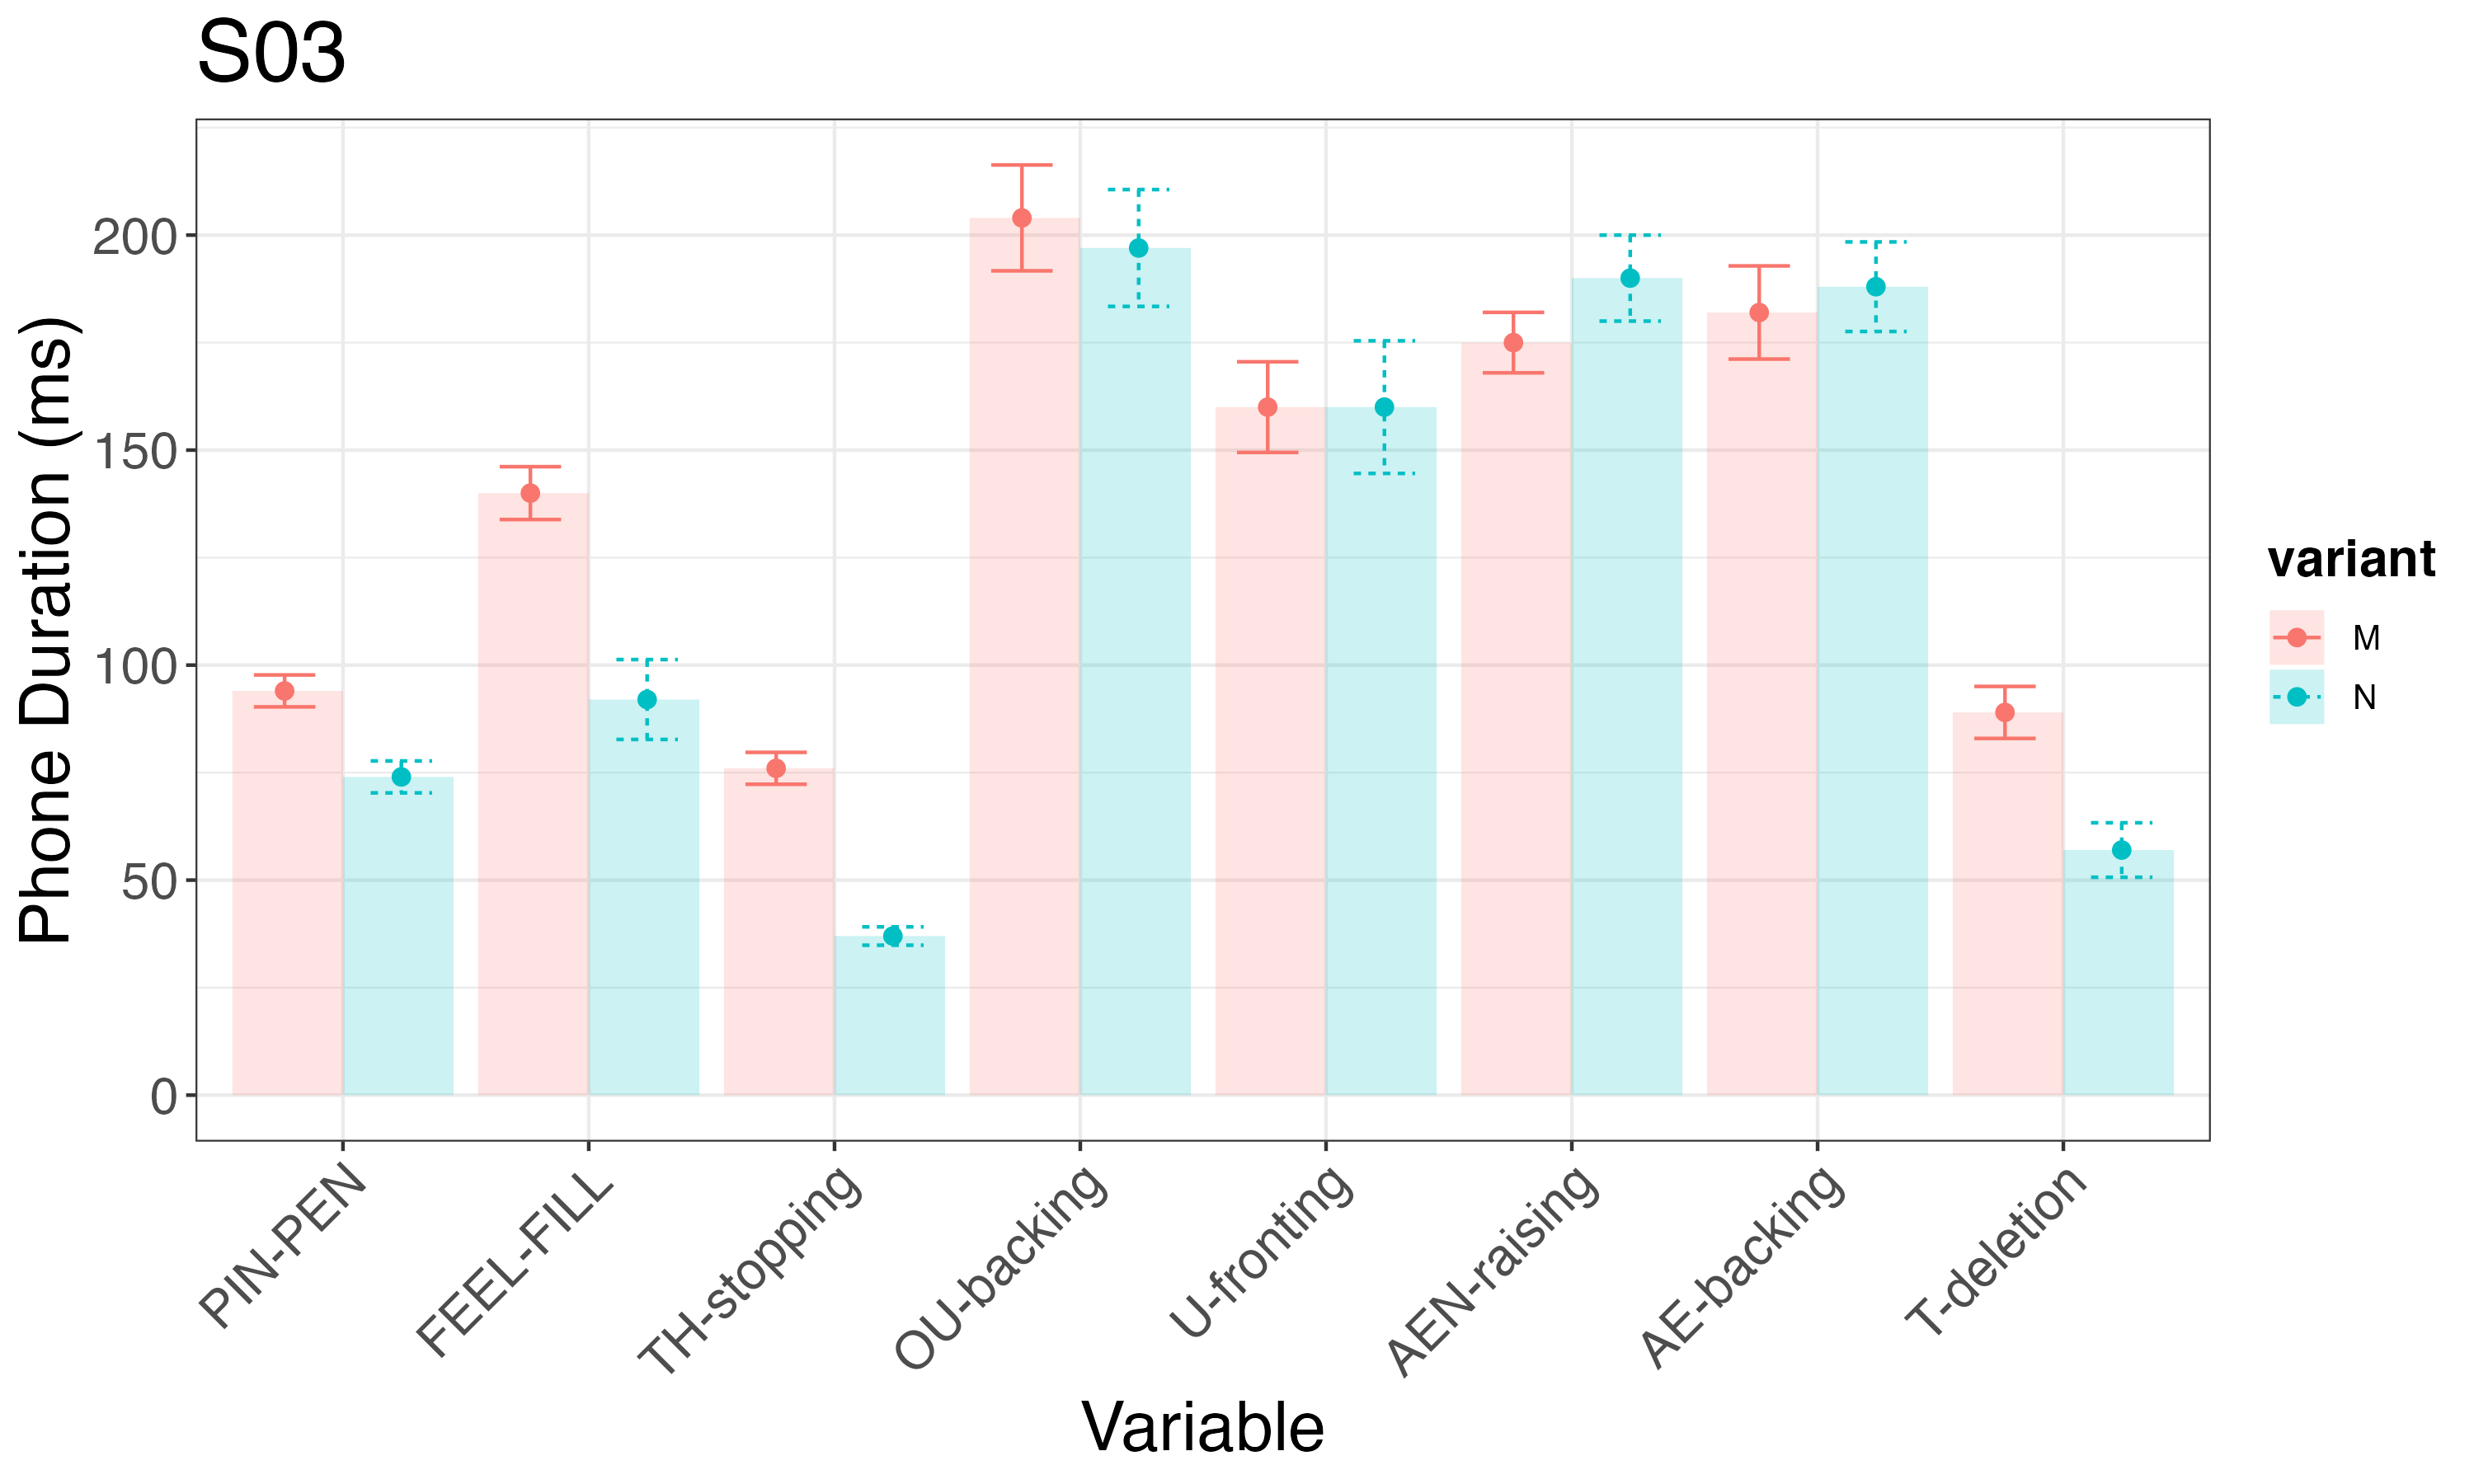 S03
Phone Duration (ms)
200
150
100
50
0
PIN-PEN
FEEL-FILL
TH-stopping
OU-backing
U-fronting
AEN-raising
AE-backing
T-deletion
Variable
variant
M
N